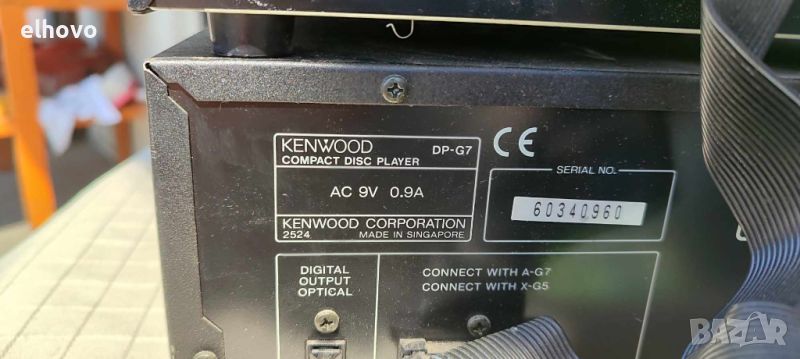 elhovo
KENWOOD DP-G7
COMPACT DISC PLAYER
AC 9V 0.9A
KENWOOD CORPORATION
2524 MADE IN SINGAPORE
CE
SERIAL NO.
60340960
DIGITAL
OUTPUT
OPTICAL
CONNECT WITH A-G7
CONNECT WITH X-G5
BAZAR